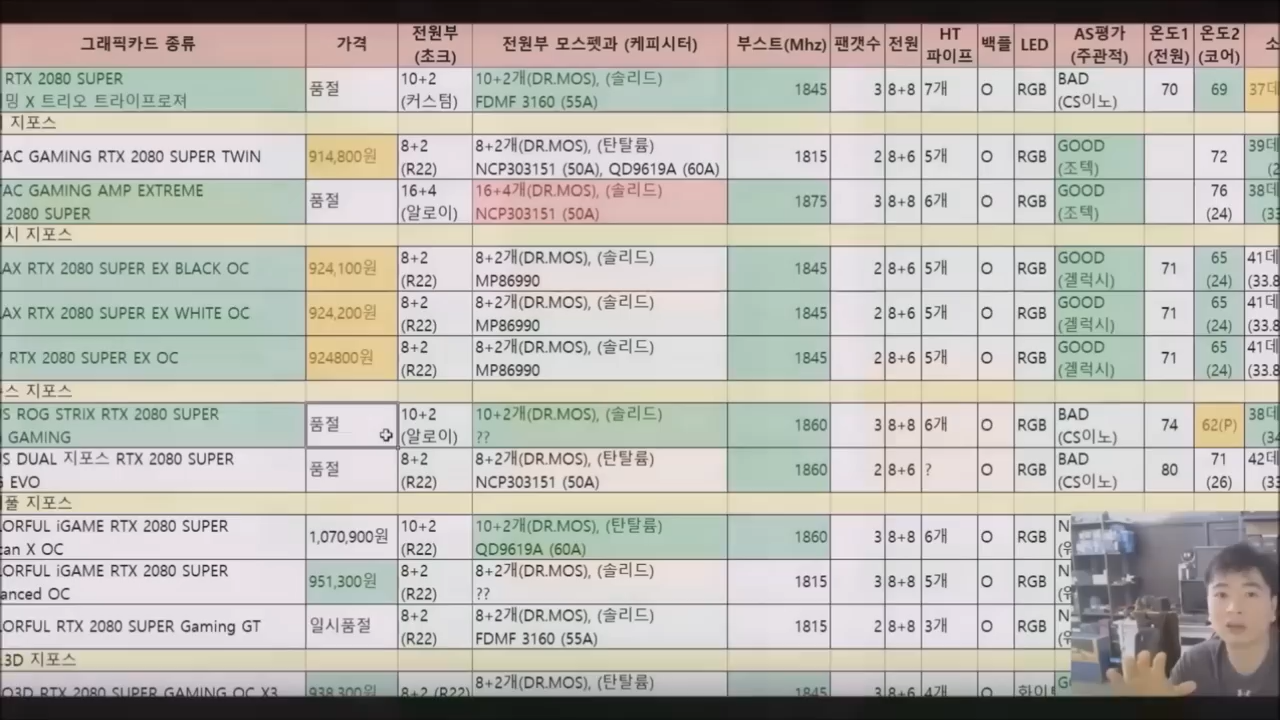 그래픽카드 종류 가격 전원부 (초크) 전원부 모스펫과 (케피시터) 부스트(Mhz) 팬갯수 전원 HT 파이프 백플 LED AS평가 (주관적) 온도1 (전원) 온도2 (코어) 소
RTX 2080 SUPER 품절 10+2 10+2개(DR.MOS), (솔리드) 1845 3 8+8 7개 O RGB BAD 70 69 37데
밍 X 트리오 트라이프로져 (커스텀) FDMF 3160 (55A) (CS이노)
지포스
TAC GAMING RTX 2080 SUPER TWIN 914,800원 8+2 8+2개(DR.MOS), (탄탈륨) 1815 2 8+6 5개 O RGB GOOD 72 39데
(R22) NCP303151 (50A), QD9619A (60A) (조텍)
TAC GAMING AMP EXTREME 품절 16+4 16+4개(DR.MOS), (솔리드) 1875 3 8+8 6개 O RGB GOOD 76 38데
2080 SUPER (알로이) NCP303151 (50A) (조텍) (24)
시 지포스
AX RTX 2080 SUPER EX BLACK OC 924,100원 8+2 8+2개(DR.MOS), (솔리드) 1845 2 8+6 5개 O RGB GOOD 71 65 41데
(R22) MP86990 (겔럭시) (24) (33.8
AX RTX 2080 SUPER EX WHITE OC 924,200원 8+2 8+2개(DR.MOS), (솔리드) 1845 2 8+6 5개 O RGB GOOD 71 65 41데
(R22) MP86990 (겔럭시) (24) (33.8
RTX 2080 SUPER EX OC 924800원 8+2 8+2개(DR.MOS), (솔리드) 1845 2 8+6 5개 O RGB GOOD 71 65 41데
(R22) MP86990 (겔럭시) (24) (33.8
스 지포스
S ROG STRIX RTX 2080 SUPER 품절 10+2 10+2개(DR.MOS), (솔리드) 1860 3 8+8 6개 O RGB BAD 74 62(P) 38데
GAMING (알로이) ?? (CS이노) (34
S DUAL 지포스 RTX 2080 SUPER 품절 8+2 8+2개(DR.MOS), (탄탈륨) 1860 2 8+6 ? O RGB BAD 80 71 42데
EVO (R22) NCP303151 (50A) (CS이노) (26) (33
풀 지포스
ORFUL iGAME RTX 2080 SUPER 1,070,900원 10+2 10+2개(DR.MOS), (탄탈륨) 1860 3 8+8 6개 O RGB N
can X OC (R22) QD9619A (60A)
ORFUL iGAME RTX 2080 SUPER 951,300원 8+2 8+2개(DR.MOS), (솔리드) 1815 3 8+8 5개 O RGB N
anced OC (R22) ??
ORFUL RTX 2080 SUPER Gaming GT 일시품절 8+2 8+2개(DR.MOS), (솔리드) 1815 2 8+8 3개 O RGB N
(R22) FDMF 3160 (55A)
.3D 지포스
O3D RTX 2080 SUPER GAMING OC X3 938,300원 8+2 (R22) 8+2개(DR.MOS), (탄탈륨) 1845 3 8+6 4개 O 화이트